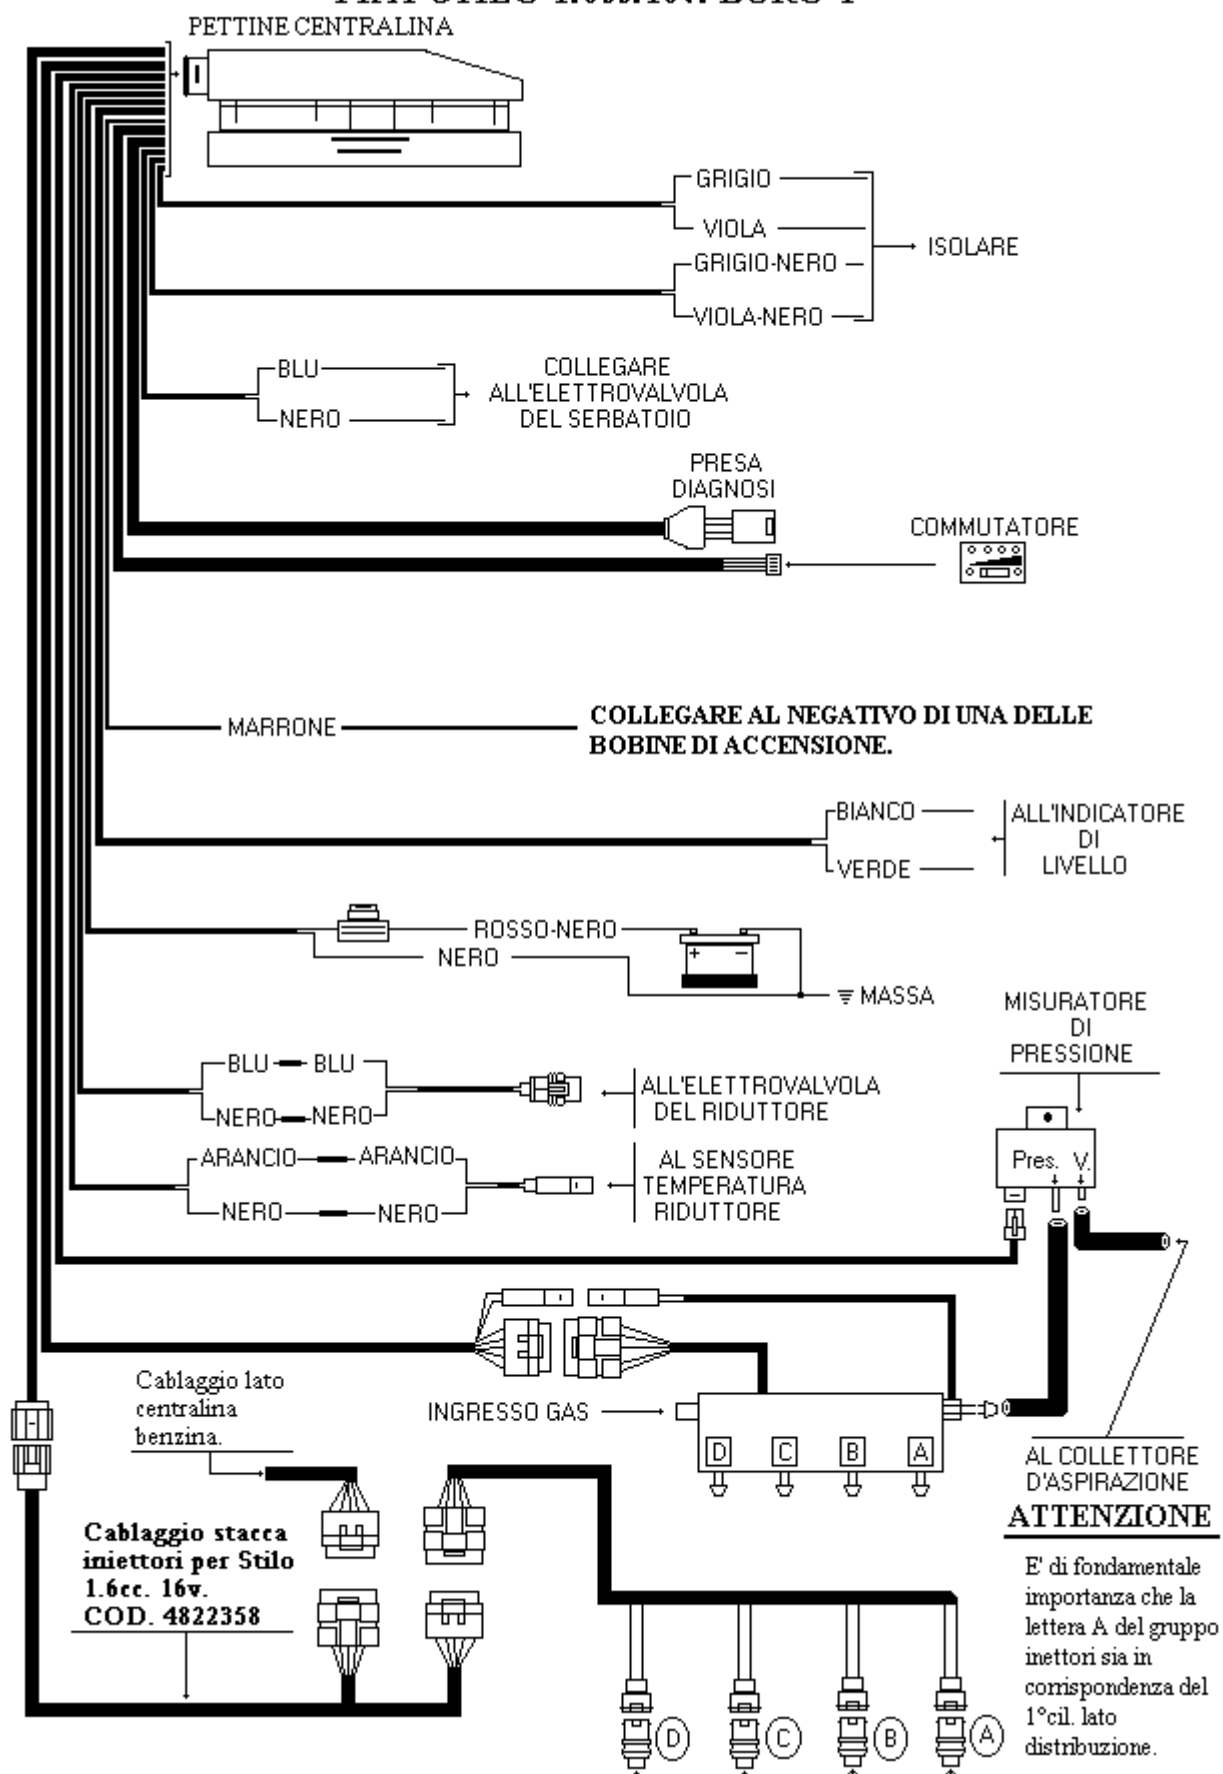 PETTINE CENTRALINA
GRIGIO
VIOLA
GRIGIO-NERO
VIOLA-NERO
ISOLARE
BLU
NERO
COLLEGARE
ALL'ELETTROVALVOLA
DEL SERBATOIO
PRESA
DIAGNOSI
COMMUTATORE
MARRONE
COLLEGARE AL NEGATIVO DI UNA DELLE
BOBINE DI ACCENSIONE.
BIANCO
VERDE
ALL'INDICATORE
DI
LIVELLO
ROSSO-NERO
NERO
+ -
MASSA
MISURATORE
DI
PRESSIONE
BLU BLU
NERO NERO
ALL'ELETTROVALVOLA
DEL RIDUTTORE
Pres. V.
ARANCIO ARANCIO
NERO NERO
AL SENSORE
TEMPERATURA
RIDUTTORE
Cablaggio lato
centralina
benzina.
INGRESSO GAS
D C B A
AL COLLETTORE
D'ASPIRAZIONE
ATTENZIONE
E' di fondamentale
importanza che la
lettera A del gruppo
inettori sia in
corrispondenza del
1°cil. lato
distribuzione.
Cablaggio stacca
iniettori per Stilo
1.6cc. 16v.
COD. 4822358
D C B A